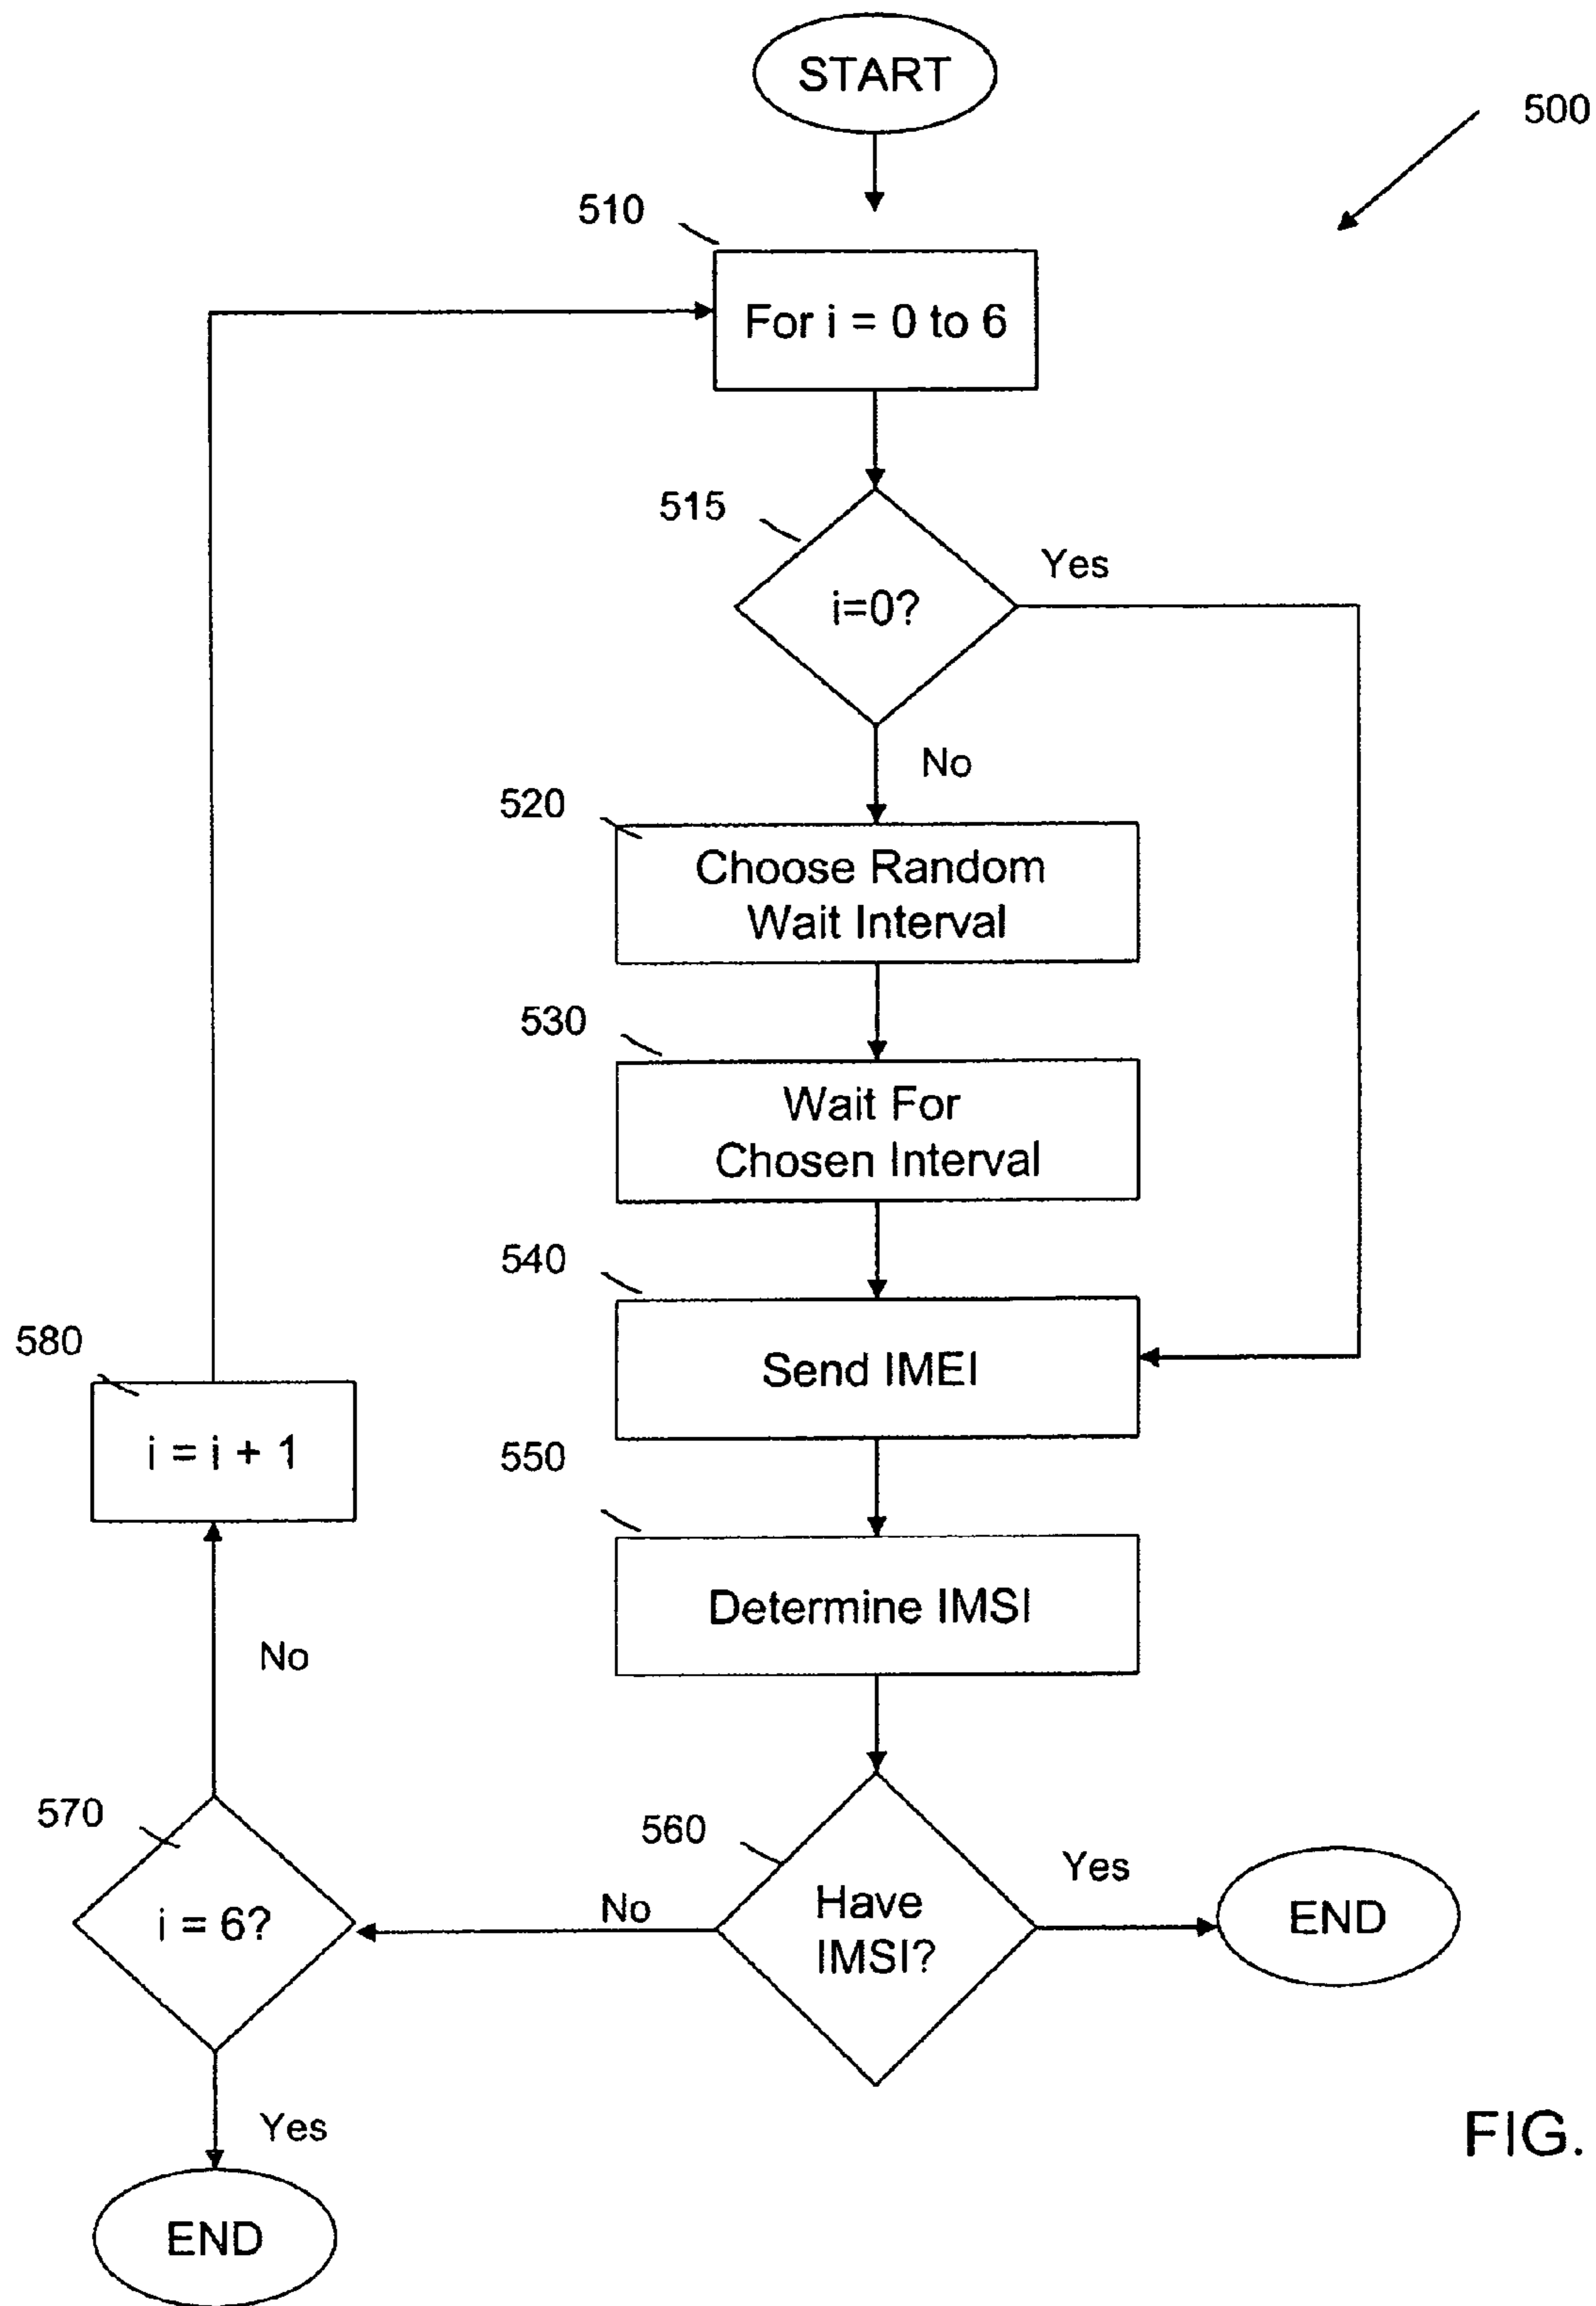 START
500
510
For i = 0 to 6
515
i=0?
Yes
No
520
Choose Random
Wait Interval
530
Wait For
Chosen Interval
540
Send IMEI
580
i = i + 1
550
Determine IMSI
No
570
i = 6?
560
Have
IMSI?
No
Yes
END
Yes
END
FIG.